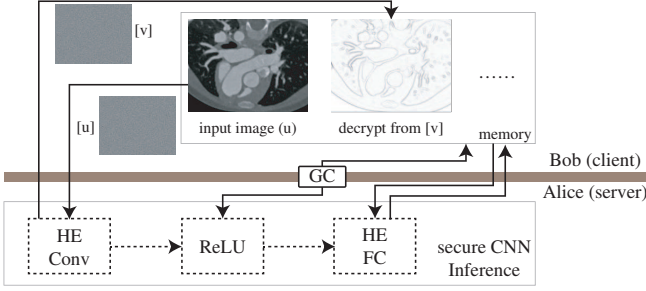 [v]
[u]
input image (u)
decrypt from [v]
......
memory
Bob (client)
GC
Alice (server)
HE
Conv
ReLU
HE
FC
secure CNN
Inference